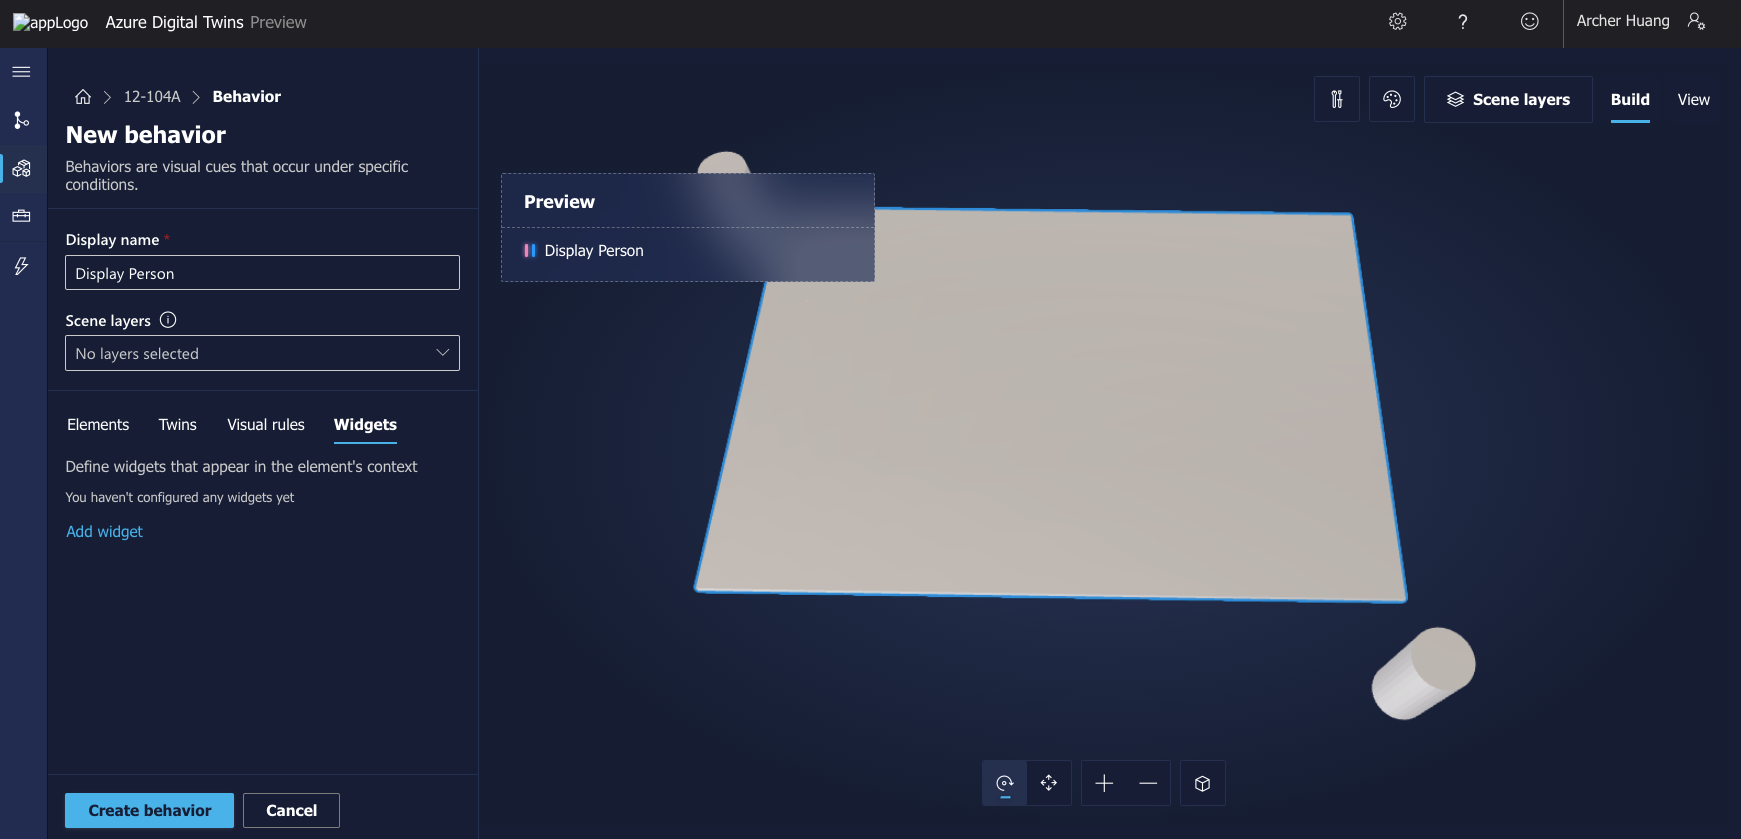 appLogo Azure Digital Twins Preview
? Archer Huang
12-104A Behavior
New behavior
Behaviors are visual cues that occur under specific
conditions.
Display name *
Display Person
Scene layers
No layers selected
Elements Twins Visual rules Widgets
Define widgets that appear in the element's context
You haven't configured any widgets yet
Add widget
Create behavior Cancel
Scene layers Build View
Preview
Display Person